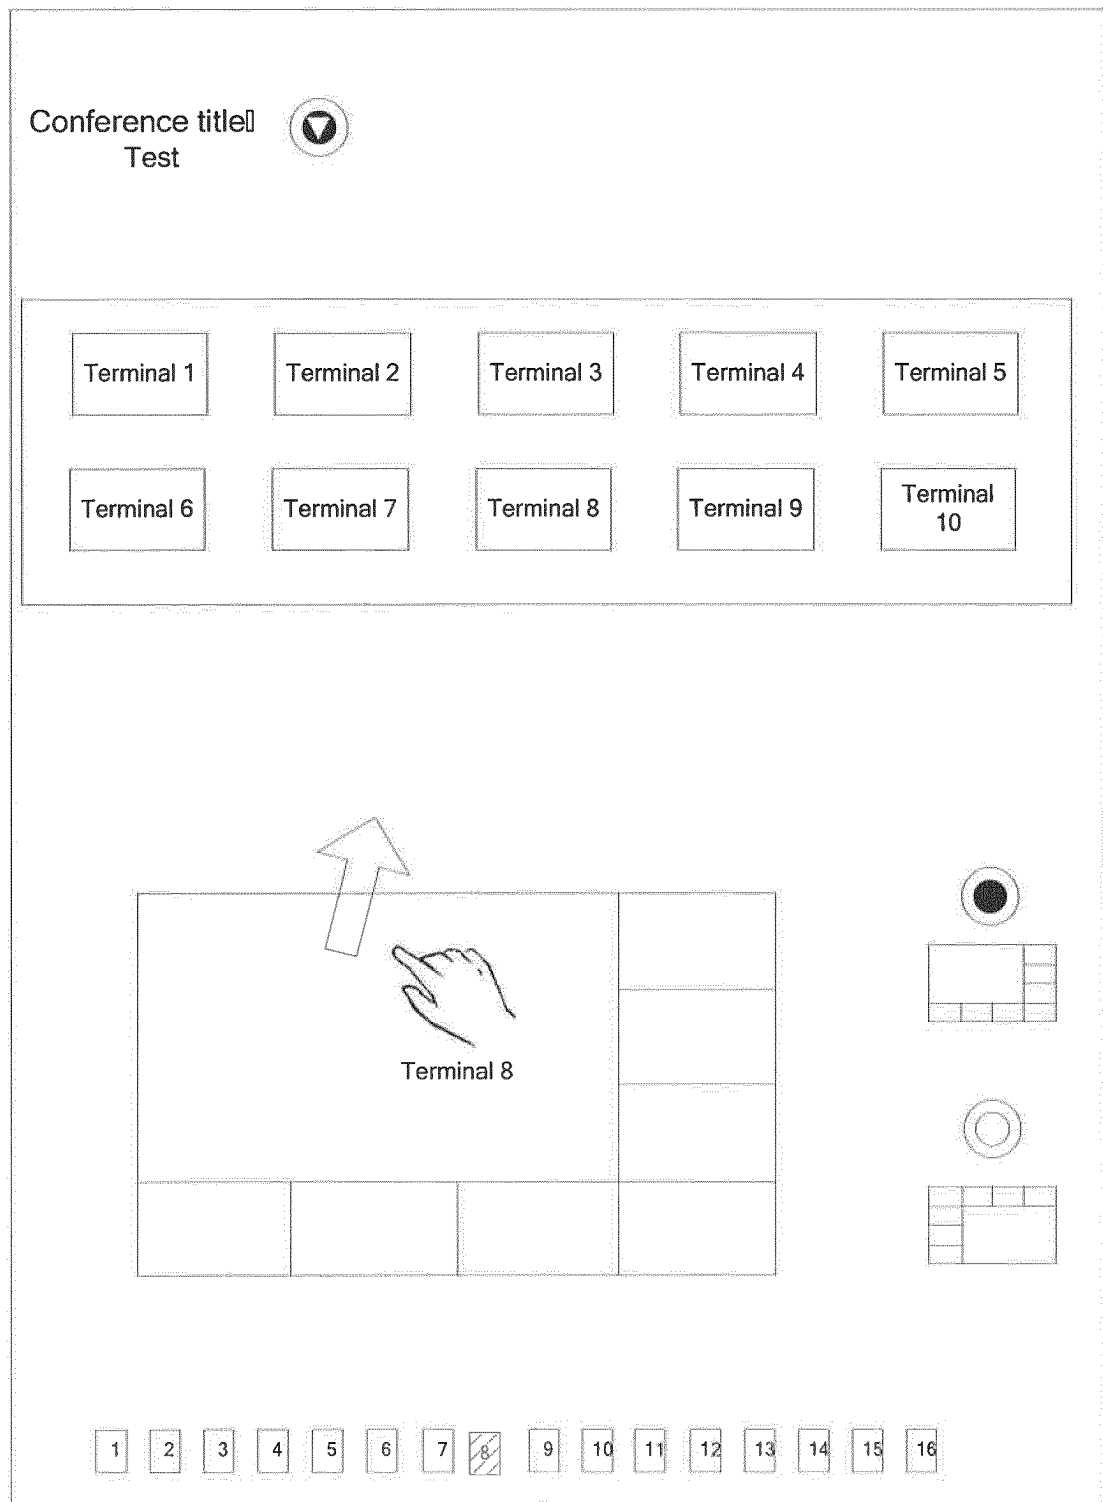 Conference title▯
Test
Terminal 1 Terminal 2 Terminal 3 Terminal 4 Terminal 5
Terminal 6 Terminal 7 Terminal 8 Terminal 9 Terminal
10
Terminal 8
1 2 3 4 5 6 7 8 9 10 11 12 13 14 15 16